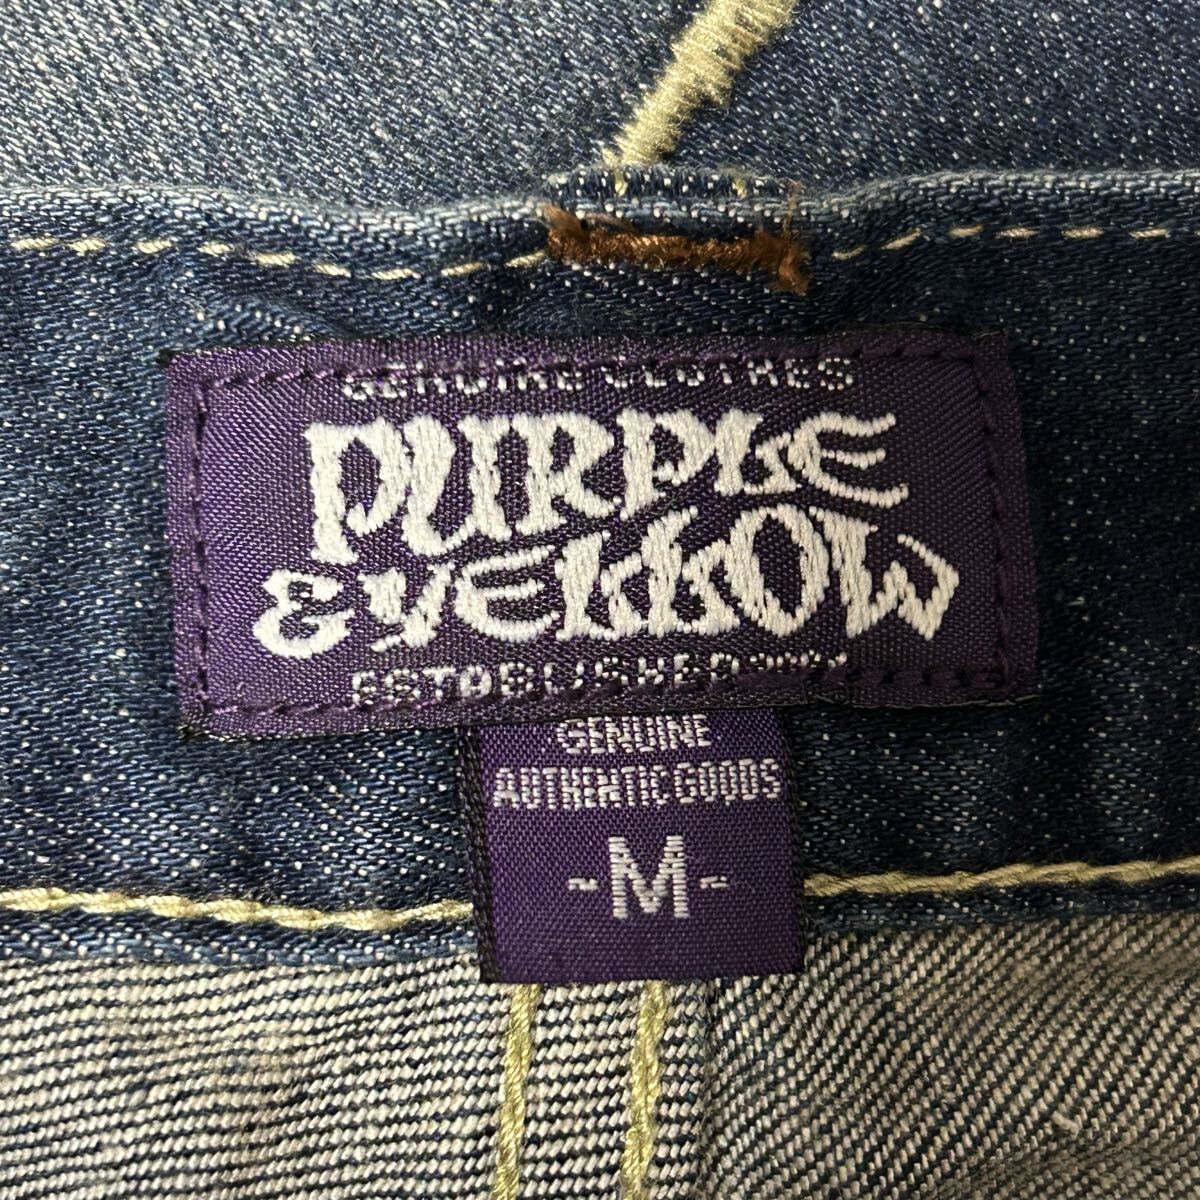 GENUINE CLOTHES
PURPLE
& YELLOW
ESTABLISHED
GENUINE
AUTHENTIC GOODS
-M-